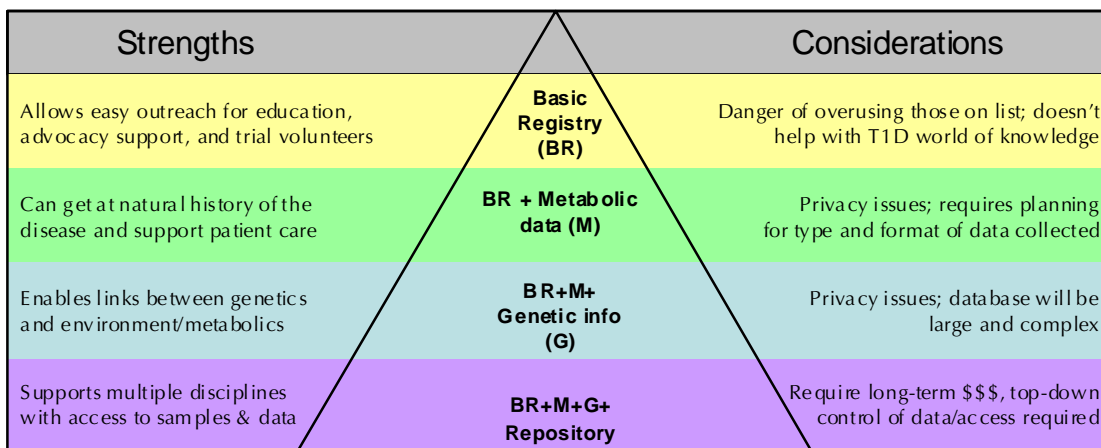 Strengths
Considerations
Allows easy outreach for education,
advocacy support, and trial volunteers
Basic
Registry
(BR)
Danger of overusing those on list; doesn't
help with T1D world of knowledge
Can get at natural history of the
disease and support patient care
BR + Metabolic
data (M)
Privacy issues; requires planning
for type and format of data collected
Enables links between genetics
and environment/metabolics
BR+M+
Genetic info
(G)
Privacy issues; database will be
large and complex
Supports multiple disciplines
with access to samples & data
BR+M+G+
Repository
Require long-term $$$, top-down
control of data/access required